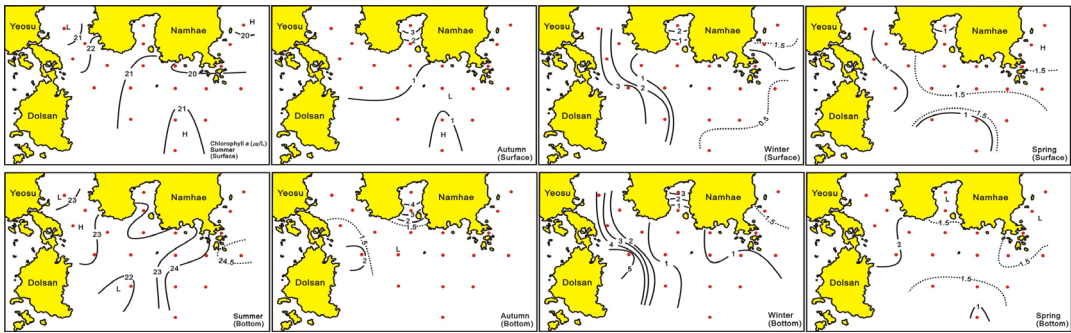 Yeosu
L
21
22
Namhae
H
20
21
20
21
H
Dolsan
Chlorophyll a (㎍/L)
Summer
(Surface)
Yeosu
3
2
Namhae
1
L
1
H
Dolsan
Autumn
(Surface)
Yeosu
2
1
Namhae
1.5
1
1
3
2
2
0.5
Dolsan
Winter
(Surface)
Yeosu
1
Namhae
H
2
1.5
1.5
1.5
1
Dolsan
Spring
(Surface)
Yeosu
L
23
Namhae
H
23
24.5
24
23
22
L
Dolsan
Summer
(Bottom)
Yeosu
4
3
2
1.5
Namhae
1.5
L
2
Dolsan
Autumn
(Bottom)
Yeosu
3
2
1
Namhae
1.5
4
3
2
1
1
5
Dolsan
Winter
(Bottom)
Yeosu
L
Namhae
L
1.5
2
1.5
1.5
1
Dolsan
Spring
(Bottom)